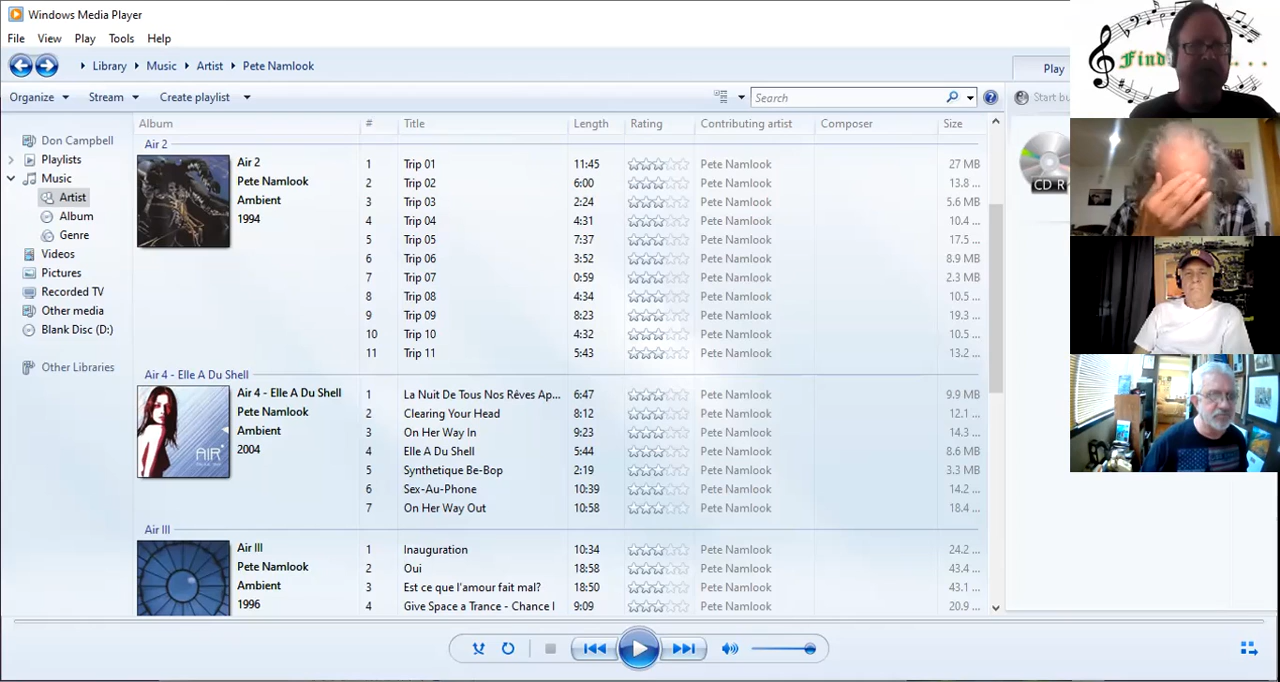 Windows Media Player
File View Play Tools Help
Library Music Artist Pete Namlook
Play
Organize Stream Create playlist Search
Album # Title Length Rating Contributing artist Composer Size
Don Campbell
Playlists
Music
Artist
Album
Genre
Videos
Pictures
Recorded TV
Other media
Blank Disc (D:)
Other Libraries
Air 2
Air 2
Pete Namlook
Ambient
1994
1 Trip 01 11:45 Pete Namlook 27 MB
2 Trip 02 6:00 Pete Namlook 13.8 ...
3 Trip 03 2:24 Pete Namlook 5.6 MB
4 Trip 04 4:31 Pete Namlook 10.4 ...
5 Trip 05 7:37 Pete Namlook 17.5 ...
6 Trip 06 3:52 Pete Namlook 8.9 MB
7 Trip 07 0:59 Pete Namlook 2.3 MB
8 Trip 08 4:34 Pete Namlook 10.5 ...
9 Trip 09 8:23 Pete Namlook 19.3 ...
10 Trip 10 4:32 Pete Namlook 10.5 ...
11 Trip 11 5:43 Pete Namlook 13.2 ...
Air 4 - Elle A Du Shell
Air 4 - Elle A Du Shell
Pete Namlook
Ambient
2004
AIR
1 La Nuit De Tous Nos Rêves Ap... 6:47 Pete Namlook 9.9 MB
2 Clearing Your Head 8:12 Pete Namlook 12.1 ...
3 On Her Way In 9:23 Pete Namlook 14.3 ...
4 Elle A Du Shell 5:44 Pete Namlook 8.6 MB
5 Synthetique Be-Bop 2:19 Pete Namlook 3.3 MB
6 Sex-Au-Phone 10:39 Pete Namlook 14.2 ...
7 On Her Way Out 10:58 Pete Namlook 18.4 ...
Air III
Air III
Pete Namlook
Ambient
1996
1 Inauguration 10:34 Pete Namlook 24.2 ...
2 Oui 18:58 Pete Namlook 43.4 ...
3 Est ce que l'amour fait mal? 18:50 Pete Namlook 43.1 ...
4 Give Space a Trance - Chance I 9:09 Pete Namlook 20.9 ...
Start bu
CD R
Find